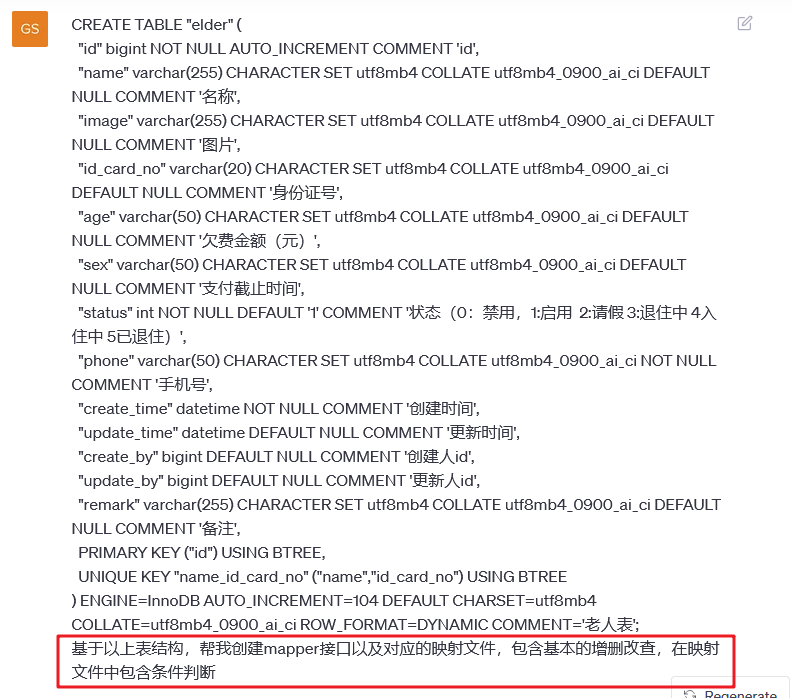 GS
CREATE TABLE "elder" (
"id" bigint NOT NULL AUTO_INCREMENT COMMENT 'id',
"name" varchar(255) CHARACTER SET utf8mb4 COLLATE utf8mb4_0900_ai_ci DEFAULT
NULL COMMENT '名称',
"image" varchar(255) CHARACTER SET utf8mb4 COLLATE utf8mb4_0900_ai_ci DEFAULT
NULL COMMENT '图片',
"id_card_no" varchar(20) CHARACTER SET utf8mb4 COLLATE utf8mb4_0900_ai_ci
DEFAULT NULL COMMENT '身份证号',
"age" varchar(50) CHARACTER SET utf8mb4 COLLATE utf8mb4_0900_ai_ci DEFAULT
NULL COMMENT '欠费金额（元）',
"sex" varchar(50) CHARACTER SET utf8mb4 COLLATE utf8mb4_0900_ai_ci DEFAULT
NULL COMMENT '支付截止时间',
"status" int NOT NULL DEFAULT '1' COMMENT '状态（0：禁用，1:启用 2:请假 3:退住中 4入
住中 5已退住）',
"phone" varchar(50) CHARACTER SET utf8mb4 COLLATE utf8mb4_0900_ai_ci NOT NULL
COMMENT '手机号',
"create_time" datetime NOT NULL COMMENT '创建时间',
"update_time" datetime DEFAULT NULL COMMENT '更新时间',
"create_by" bigint DEFAULT NULL COMMENT '创建人id',
"update_by" bigint DEFAULT NULL COMMENT '更新人id',
"remark" varchar(255) CHARACTER SET utf8mb4 COLLATE utf8mb4_0900_ai_ci DEFAULT
NULL COMMENT '备注',
PRIMARY KEY ("id") USING BTREE,
UNIQUE KEY "name_id_card_no" ("name","id_card_no") USING BTREE
) ENGINE=InnoDB AUTO_INCREMENT=104 DEFAULT CHARSET=utf8mb4
COLLATE=utf8mb4_0900_ai_ci ROW_FORMAT=DYNAMIC COMMENT='老人表';
基于以上表结构，帮我创建mapper接口以及对应的映射文件，包含基本的增删改查，在映射
文件中包含条件判断
Regenerate